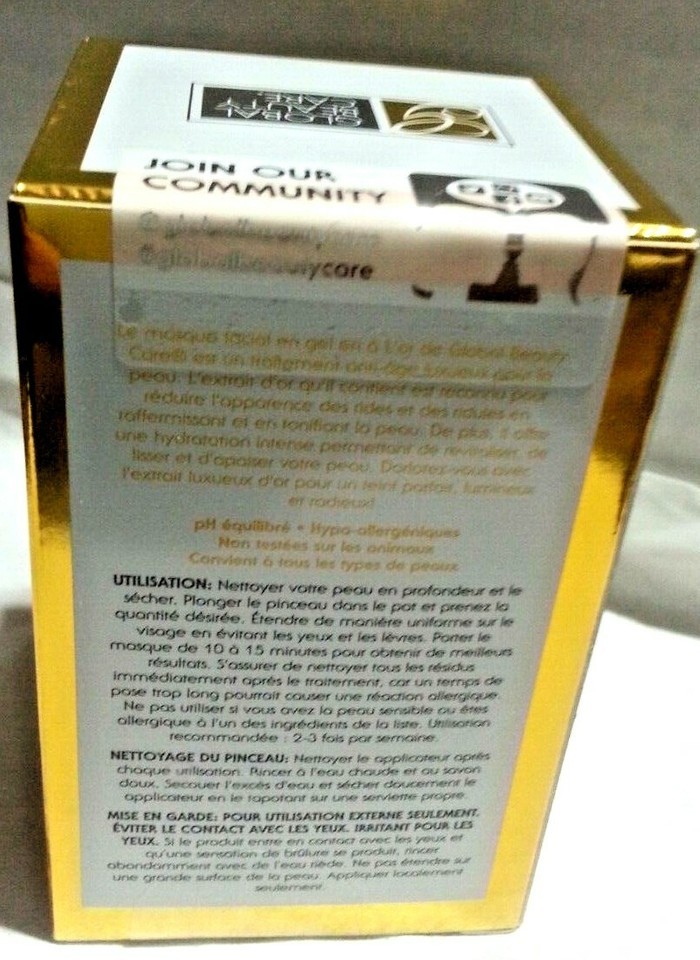 GLOBAL
BEAUTY
CARE
JOIN OUR
COMMUNITY
@globalbeautycare
Le masque facial en gel en à L'or de Global Beauty
Care® est un traitement anti-âge luxueux pour la
peau. L'extrait d'or qu'il contient est reconnu pour
réduire l'apparence des rides et des ridules en
raffermissant et en tonifiant la peau. De plus, il offre
une hydratation intense permettant de revitaliser, de
lisser et d'apaiser votre peau. Dorlotez-vous avec
l'extrait luxueux d'or pour un teint parfait, lumineux
et radieux!
pH équilibré • Hypo-allergéniques
Non testées sur les animaux
Convient à tous les types de peaux
UTILISATION: Nettoyer votre peau en profondeur et le
sécher. Plonger le pinceau dans le pot et prenez la
quantité désirée. Étendre de manière uniforme sur le
visage en évitant les yeux et les lèvres. Porter le
masque de 10 à 15 minutes pour obtenir de meilleurs
résultats. S'assurer de nettoyer tous les résidus
immédiatement après le traitement, car un temps de
pose trop long pourrait causer une réaction allergique.
Ne pas utiliser si vous avez la peau sensible ou êtes
allergique à l'un des ingrédients de la liste. Utilisation
recommandée : 2-3 fois par semaine.
NETTOYAGE DU PINCEAU: Nettoyer le applicateur après
chaque utilisation. Rincer à l'eau chaude et au savon
doux. Secouer l'excès d'eau et sécher doucement le
applicateur en le tapotant sur une serviette propre.
MISE EN GARDE: POUR UTILISATION EXTERNE SEULEMENT.
ÉVITER LE CONTACT AVEC LES YEUX. IRRITANT POUR LES
YEUX. Si le produit entre en contact avec les yeux et
qu'une sensation de brûlure se produit, rincer
abondamment avec de l'eau tiède. Ne pas étendre sur
une grande surface de la peau. Appliquer localement
seulement.